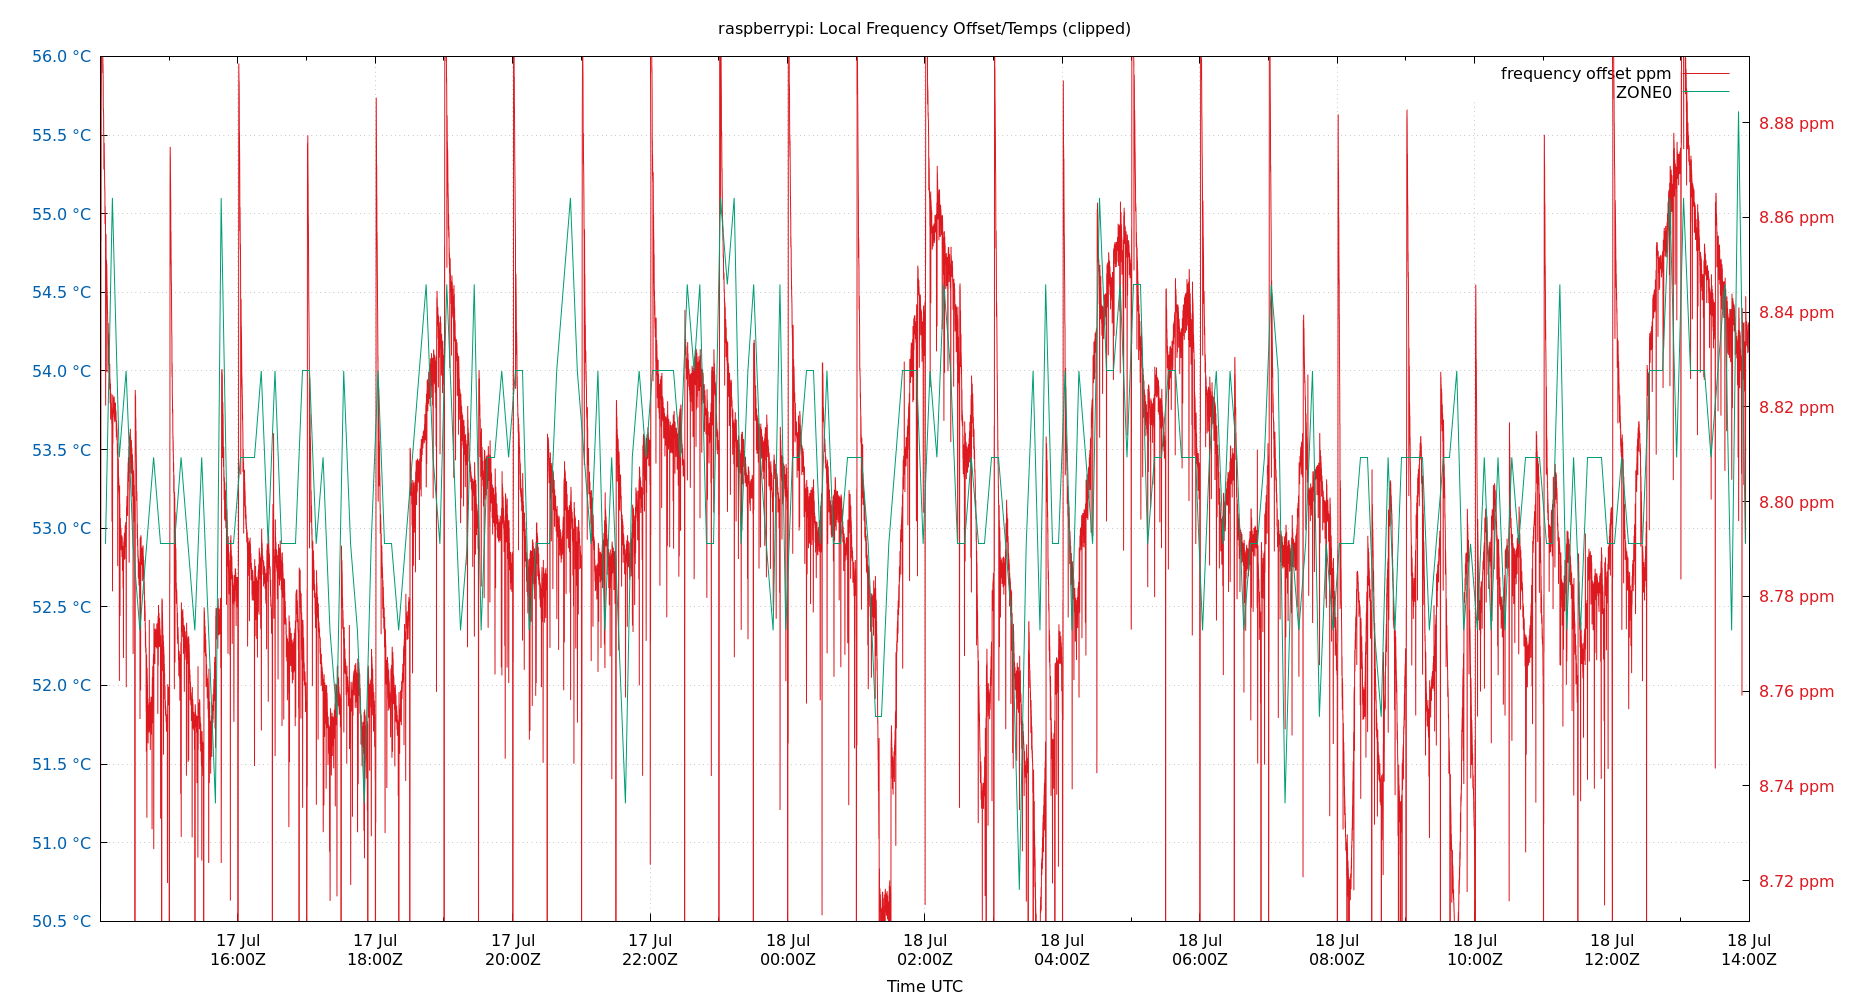 raspberrypi: Local Frequency Offset/Temps (clipped)
frequency offset ppm
ZONE0
56.0 °C
55.5 °C
55.0 °C
54.5 °C
54.0 °C
53.5 °C
53.0 °C
52.5 °C
52.0 °C
51.5 °C
51.0 °C
50.5 °C
8.88 ppm
8.86 ppm
8.84 ppm
8.82 ppm
8.80 ppm
8.78 ppm
8.76 ppm
8.74 ppm
8.72 ppm
17 Jul 17 Jul 17 Jul 17 Jul 18 Jul 18 Jul 18 Jul 18 Jul 18 Jul 18 Jul 18 Jul 18 Jul
16:00Z 18:00Z 20:00Z 22:00Z 00:00Z 02:00Z 04:00Z 06:00Z 08:00Z 10:00Z 12:00Z 14:00Z
Time UTC